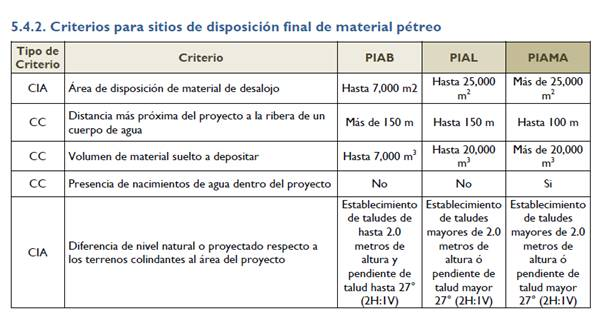 5.4.2. Criterios para sitios de disposición final de material pétreo
Tipo de Criterio | Criterio | PIAB | PIAL | PIAMA
CIA | Área de disposición de material de desalojo | Hasta 7,000 m2 | Hasta 25,000 m² | Más de 25,000 m²
CC | Distancia más próxima del proyecto a la ribera de un cuerpo de agua | Más de 150 m | Hasta 150 m | Hasta 100 m
CC | Volumen de material suelto a depositar | Hasta 7,000 m³ | Hasta 20,000 m³ | Más de 20,000 m³
CC | Presencia de nacimientos de agua dentro del proyecto | No | No | Si
CIA | Diferencia de nivel natural o proyectado respecto a los terrenos colindantes al área del proyecto | Establecimiento de taludes de hasta 2.0 metros de altura y pendiente de talud hasta 27° (2H:1V) | Establecimiento de taludes mayores de 2.0 metros de altura ó pendiente de talud mayor 27° (2H:1V) | Establecimiento de taludes mayores de 2.0 metros de altura ó pendiente de talud mayor a 27° (2H:1V)